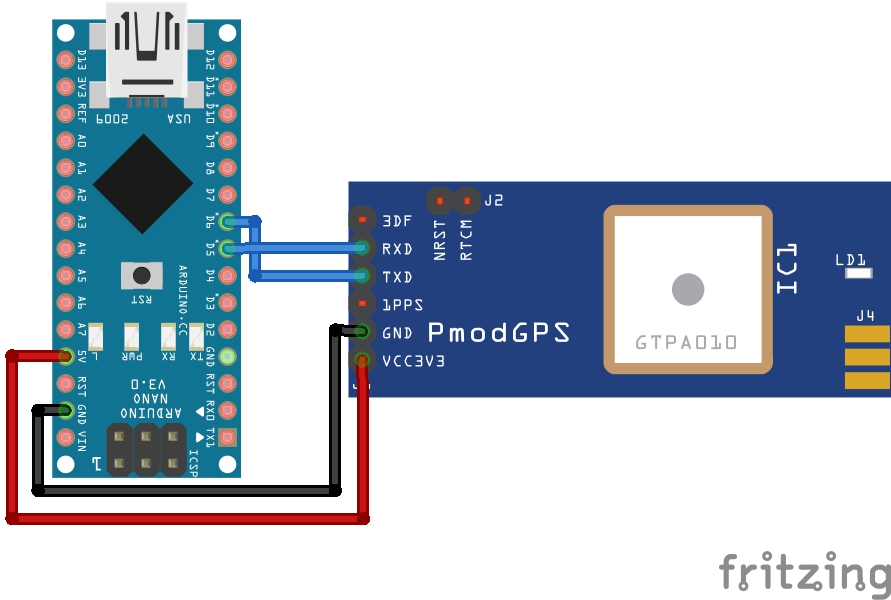 D13
3V3
REF
A0
A1
A2
A3
A4
A5
A6
A7
5V
RST
GND
VIN
D12
D11
D10
D9
D8
D7
D6
D5
D4
D3
D2
GND
RST
RX0
TX1
2009
USA
RST
ARDUINO.CC
L
PWR
RX
TX
ARDUINO
NANO
V3.0
1
ICSP
J2
NRST
RTCM
3DF
RXD
TXD
1PPS
GND
VCC3V3
PmodGPS
GTPA010
IC1
LD1
J4
fritzing